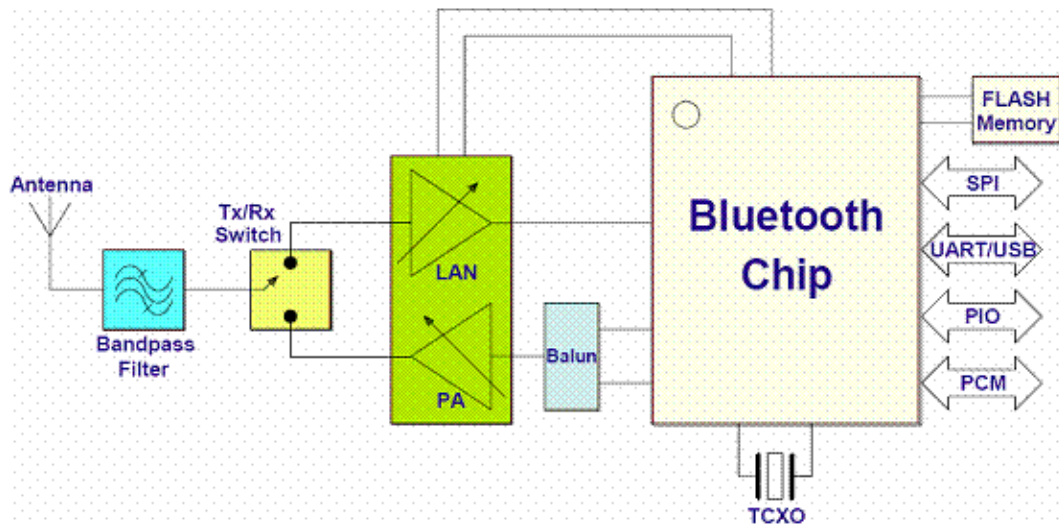 Antenna
Bandpass
Filter
Tx/Rx
Switch
LAN
PA
Balun
Bluetooth
Chip
TCXO
FLASH
Memory
SPI
UART/USB
PIO
PCM